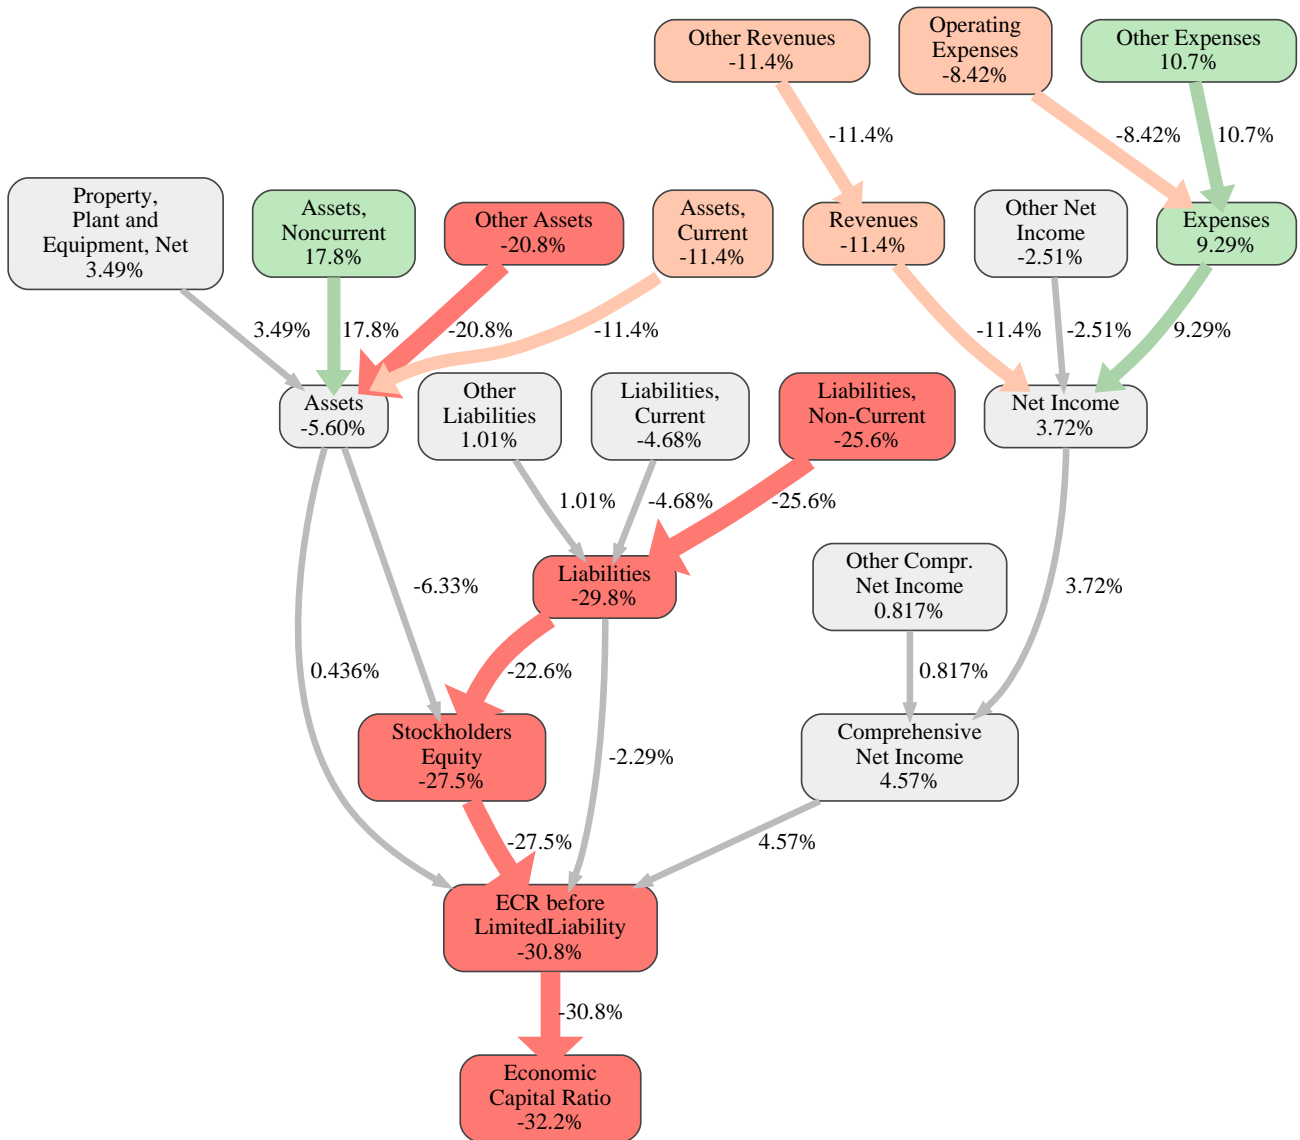 Other Revenues
-11.4%
Operating
Expenses
-8.42%
Other Expenses
10.7%
-11.4%
-8.42%
10.7%
Property,
Plant and
Equipment, Net
3.49%
Assets,
Noncurrent
17.8%
Other Assets
-20.8%
Assets,
Current
-11.4%
Revenues
-11.4%
Other Net
Income
-2.51%
Expenses
9.29%
3.49%
17.8%
-20.8%
-11.4%
-11.4%
-2.51%
9.29%
Assets
-5.60%
Other
Liabilities
1.01%
Liabilities,
Current
-4.68%
Liabilities,
Non-Current
-25.6%
Net Income
3.72%
1.01%
-4.68%
-25.6%
Liabilities
-29.8%
Other Compr.
Net Income
0.817%
-6.33%
3.72%
0.436%
-22.6%
0.817%
Stockholders
Equity
-27.5%
-2.29%
Comprehensive
Net Income
4.57%
-27.5%
4.57%
ECR before
LimitedLiability
-30.8%
-30.8%
Economic
Capital Ratio
-32.2%